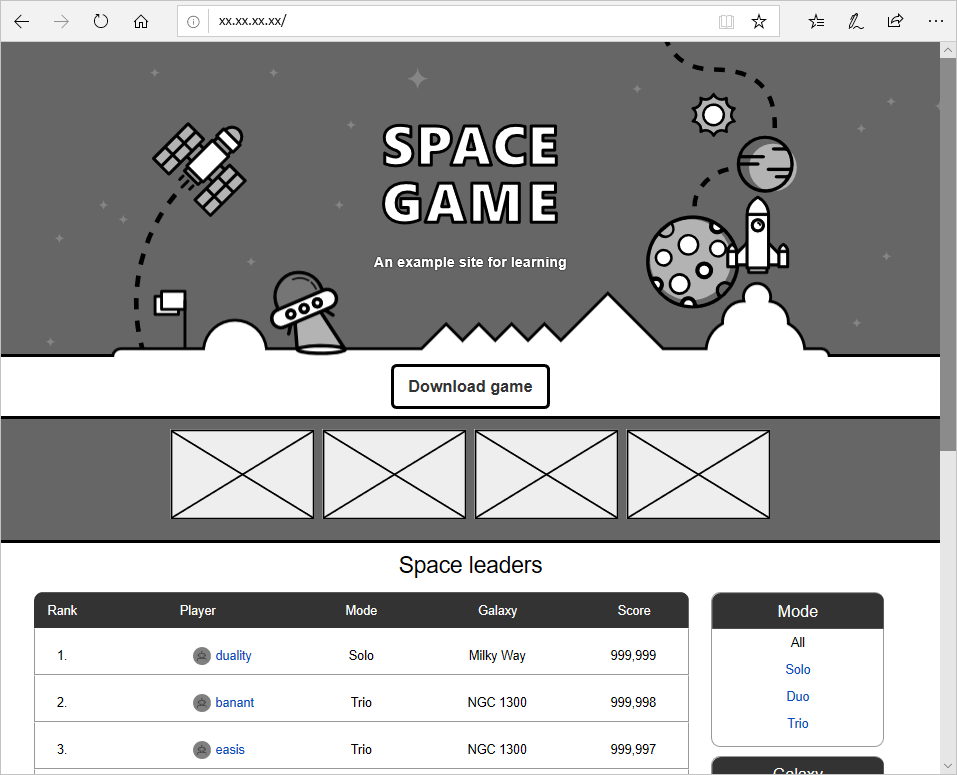 xx.xx.xx.xx/
SPACE
GAME
An example site for learning
Download game
Space leaders
Rank Player Mode Galaxy Score
1. duality Solo Milky Way 999,999
2. banant Trio NGC 1300 999,998
3. easis Trio NGC 1300 999,997
Mode
All
Solo
Duo
Trio
Galaxy